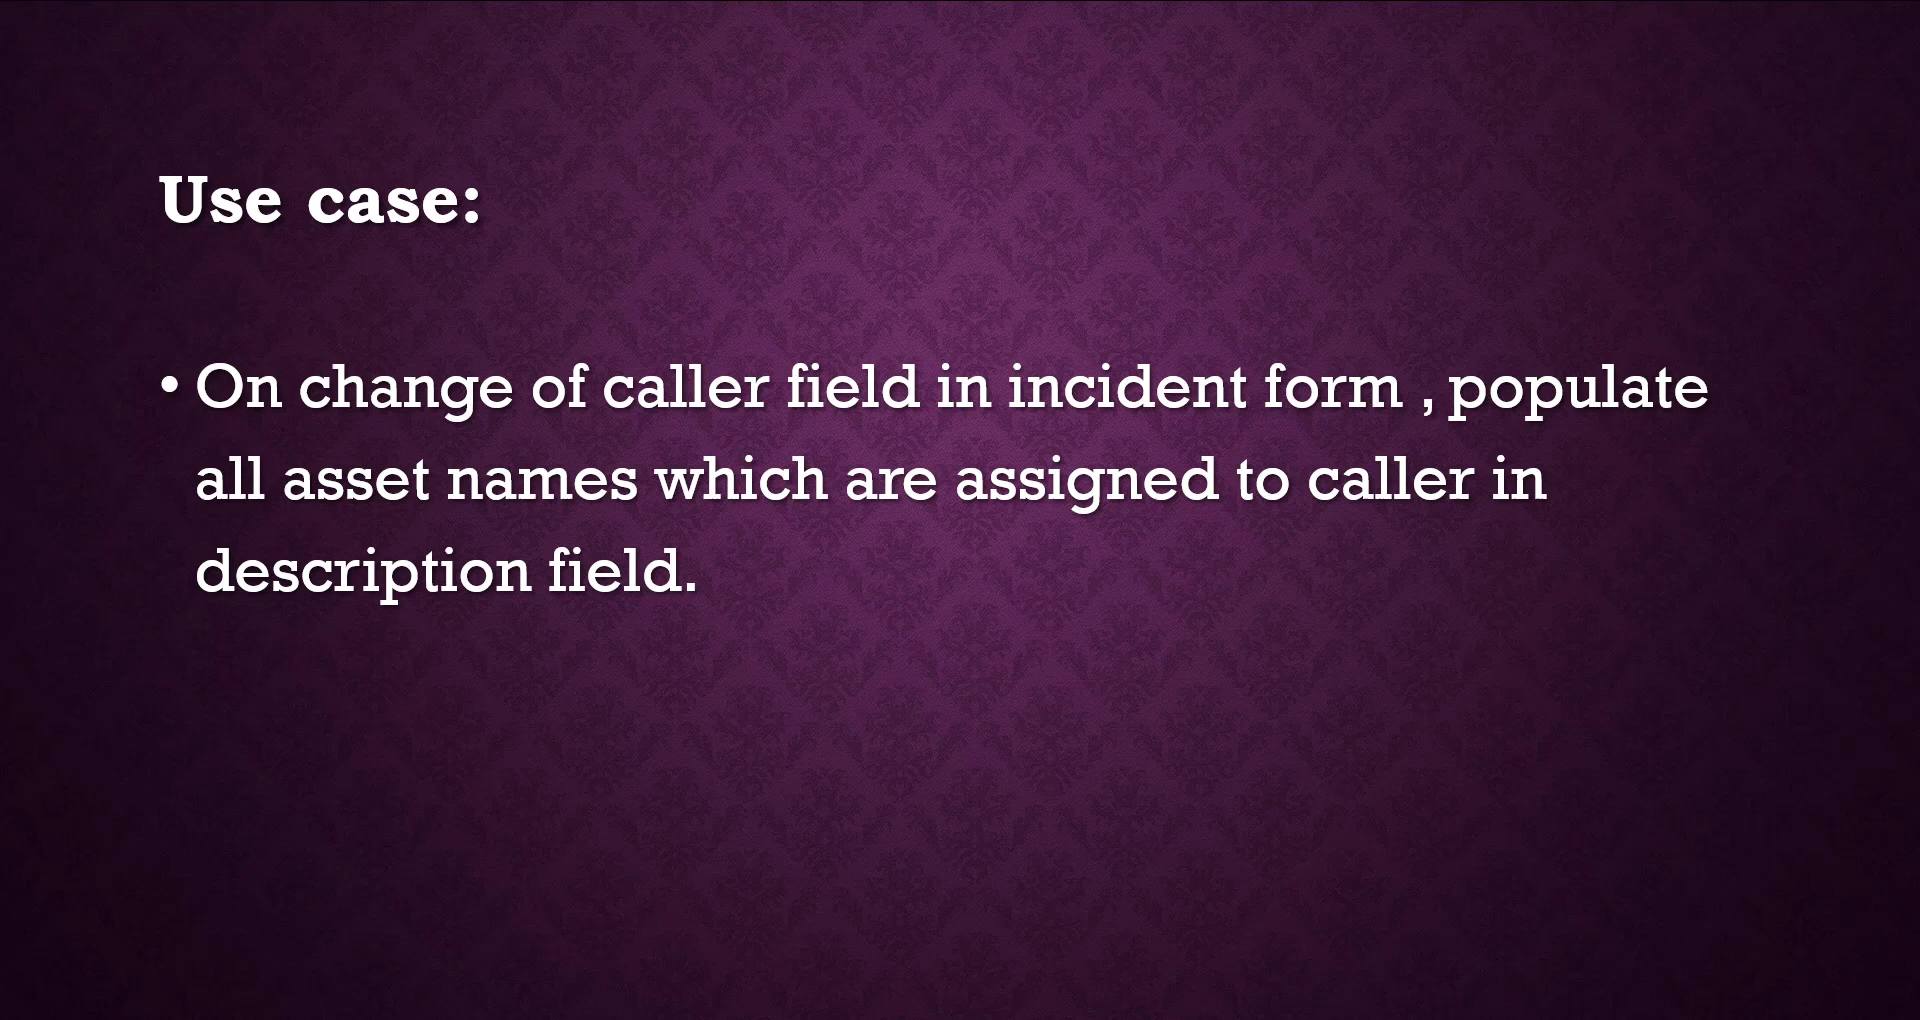 Use case:
• On change of caller field in incident form , populate
all asset names which are assigned to caller in
description field.